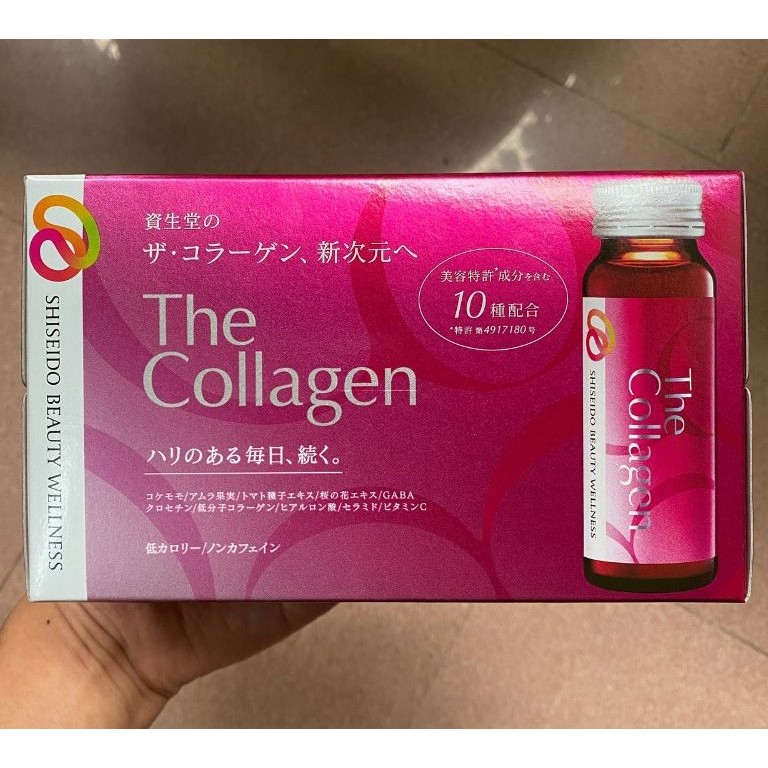 資生堂の
ザ・コラーゲン、新次元へ
The
Collagen
ハリのある毎日、続く。
コケモモ/アムラ果実/トマト種子エキス/桜の花エキス/GABA
クロセチン/低分子コラーゲン/ヒアルロン酸/セラミド/ビタミンC
低カロリー/ノンカフェイン
美容特許*成分を含む
10種配合
*特許 第4917180号
SHISEIDO BEAUTY WELLNESS
The
Collagen
SHISEIDO BEAUTY WELLNESS